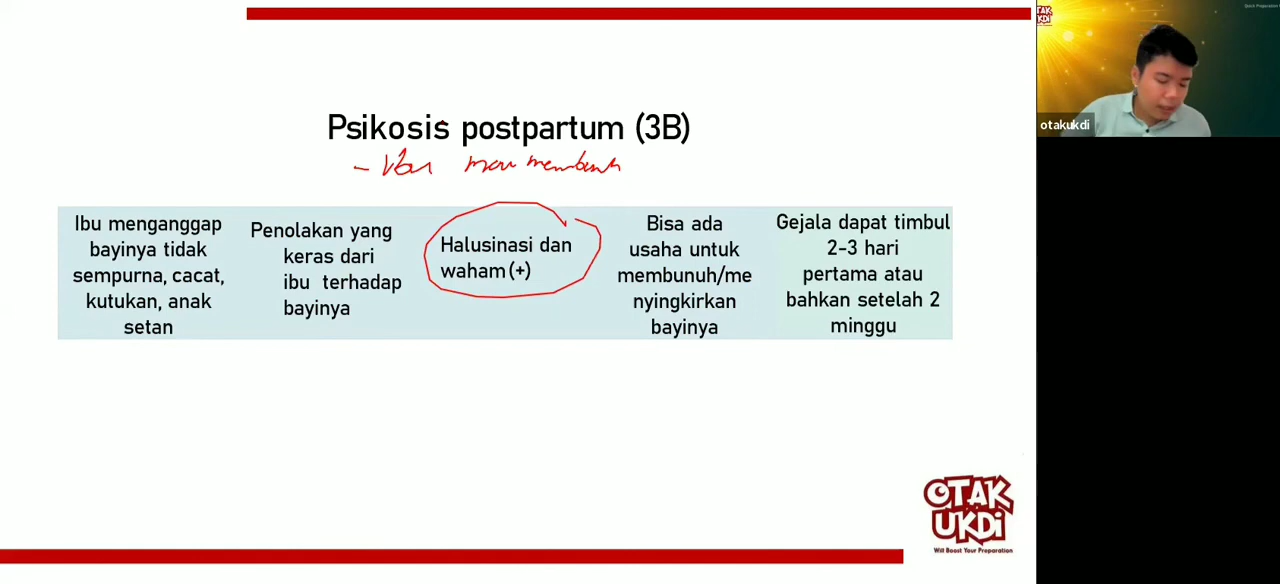 Psikosis postpartum (3B)
mau membunuh
Ibu menganggap
bayinya tidak
sempurna, cacat,
kutukan, anak
setan
Penolakan yang
keras dari
ibu terhadap
bayinya
Halusinasi dan
waham (+)
Bisa ada
usaha untuk
membunuh/me
nyingkirkan
bayinya
Gejala dapat timbul
2-3 hari
pertama atau
bahkan setelah 2
minggu
otakukdi
OTAK
UKDi
Will Boost Your Preparation